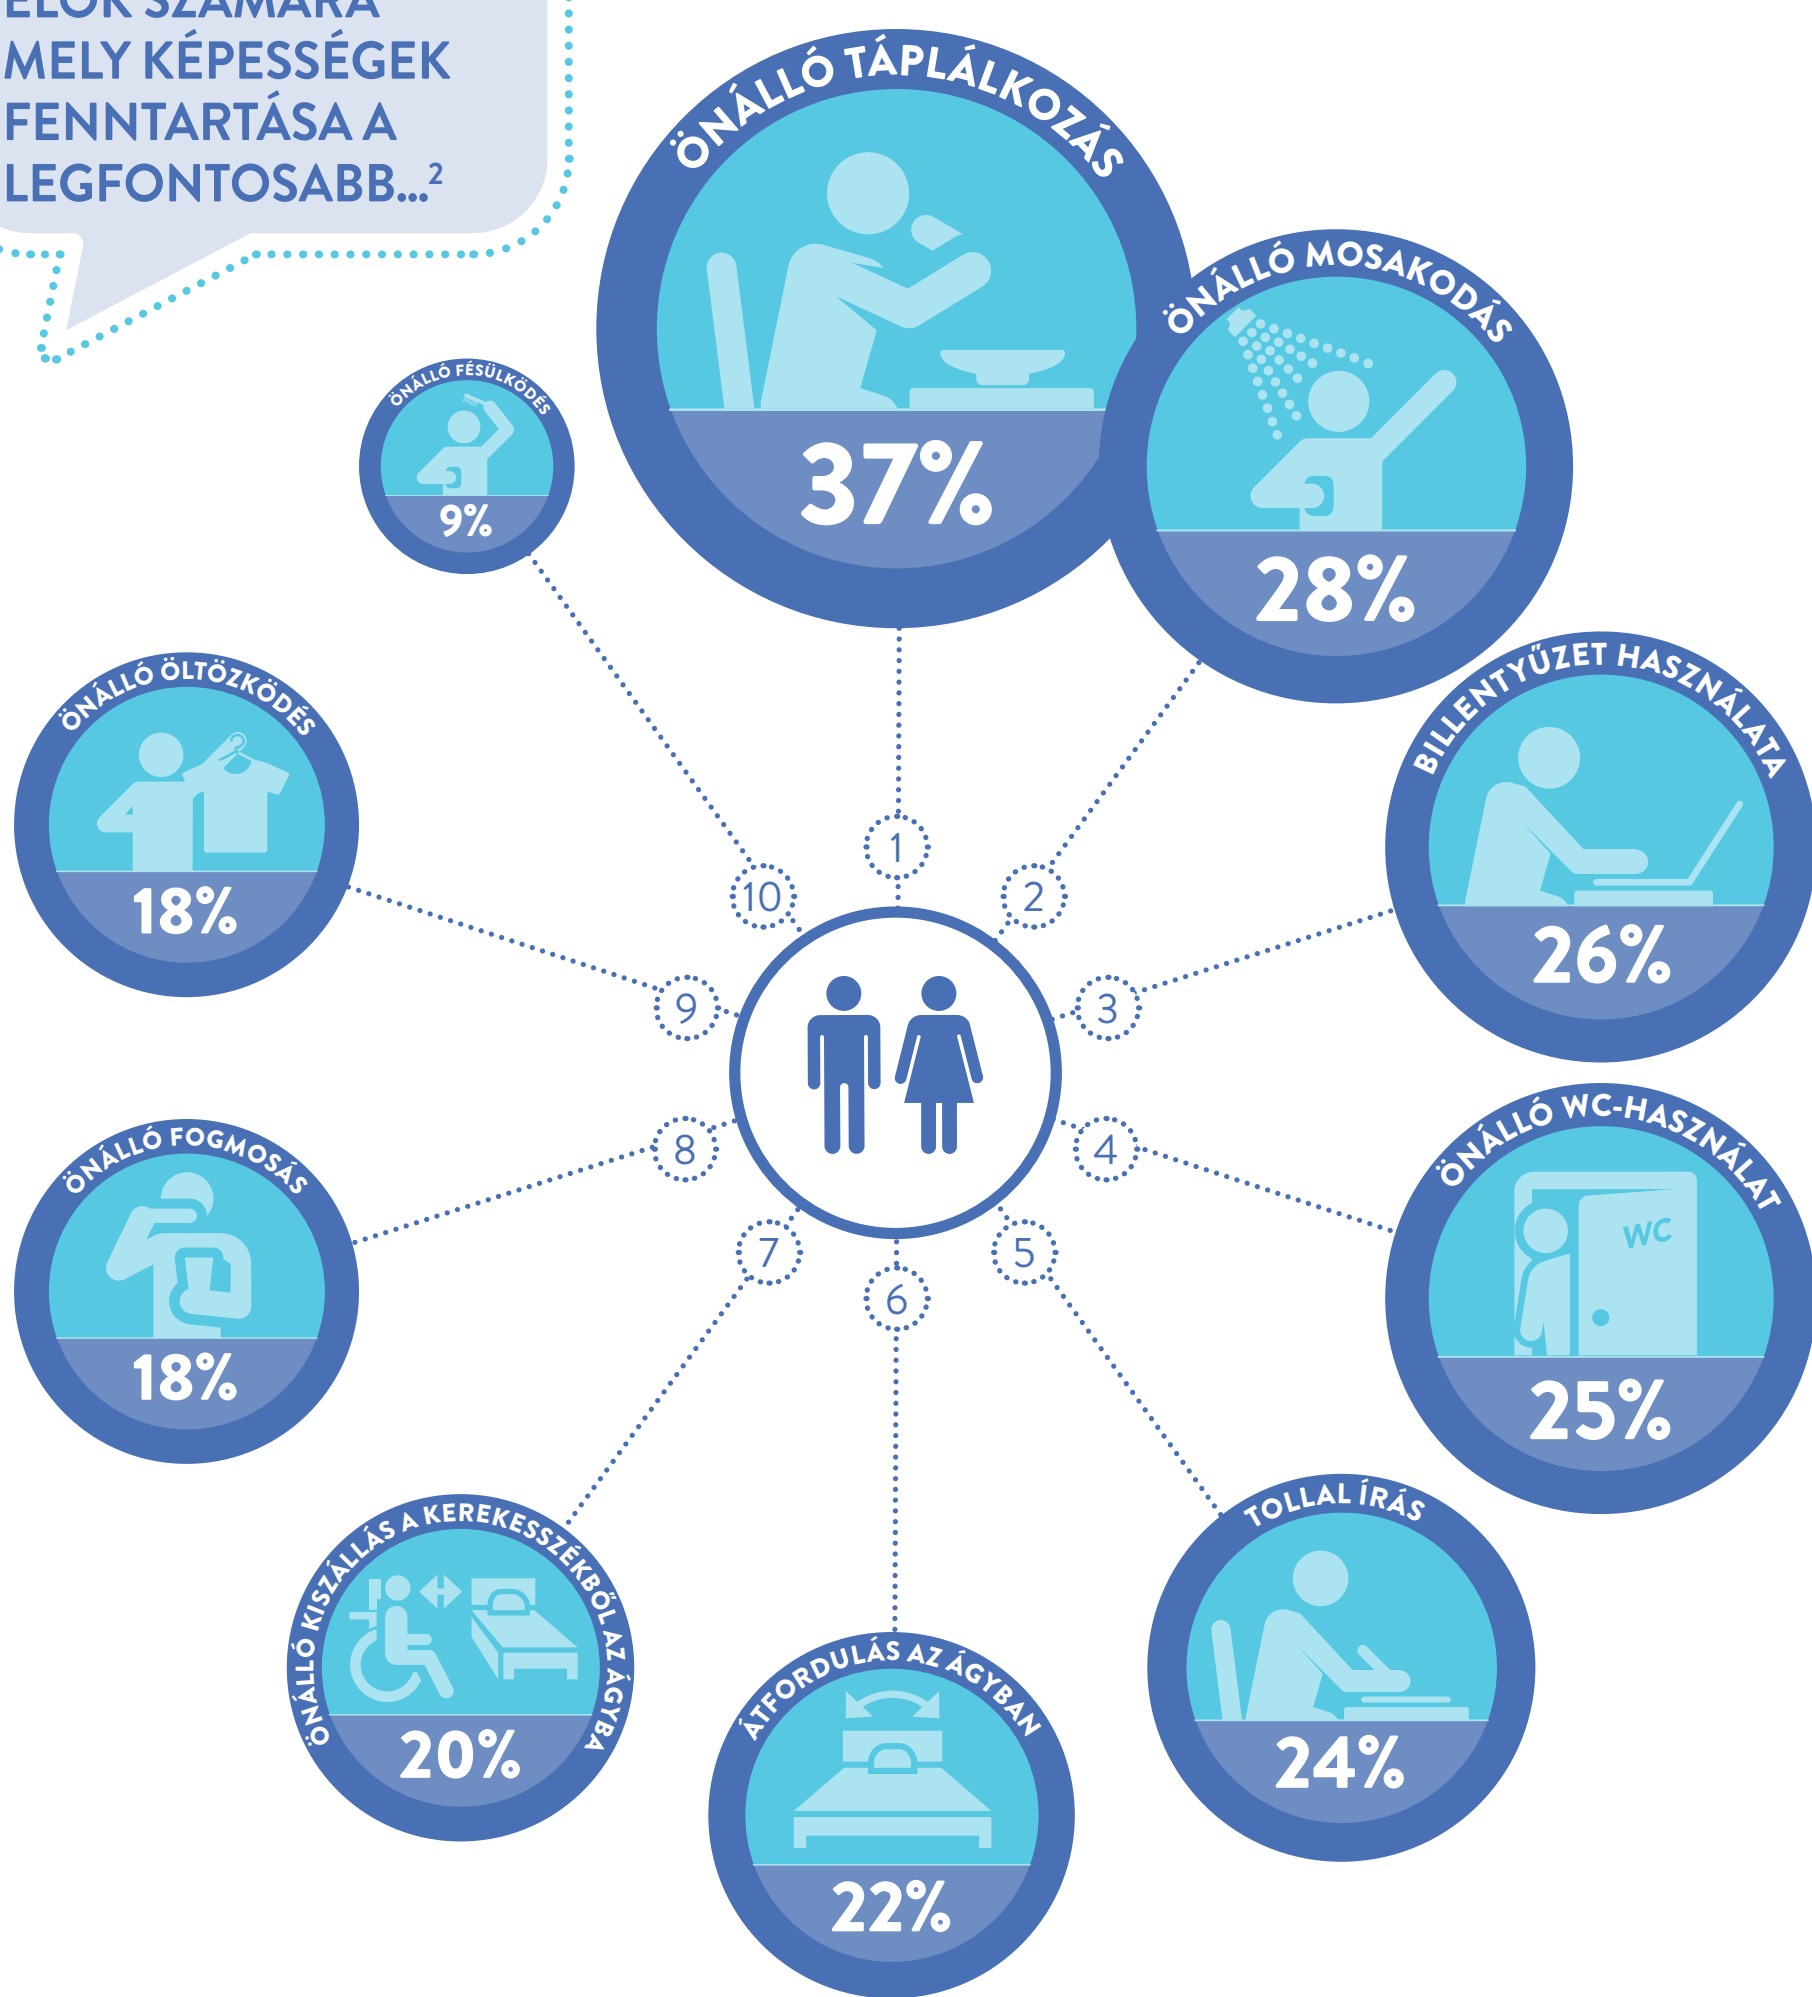 ÉLŐK SZÁMÁRA
MELY KÉPESSÉGEK
FENNTARTÁSA A
LEGFONTOSABB...²
ÖNÁLLÓ TÁPLÁLKOZÁS
37%
ÖNÁLLÓ MOSAKODÁS
28%
BILLENTYŰZET HASZNÁLATA
26%
ÖNÁLLÓ WC-HASZNÁLAT
WC
25%
TOLLAL ÍRÁS
24%
ÁTFORDULÁS AZ ÁGYBAN
22%
ÖNÁLLÓ KISZÁLLÁS A KEREKESSZÉKBŐL AZ ÁGYBA
20%
ÖNÁLLÓ FOGMOSÁS
18%
ÖNÁLLÓ ÖLTÖZKÖDÉS
18%
ÖNÁLLÓ FÉSÜLKÖDÉS
9%
1
2
3
4
5
6
7
8
9
10